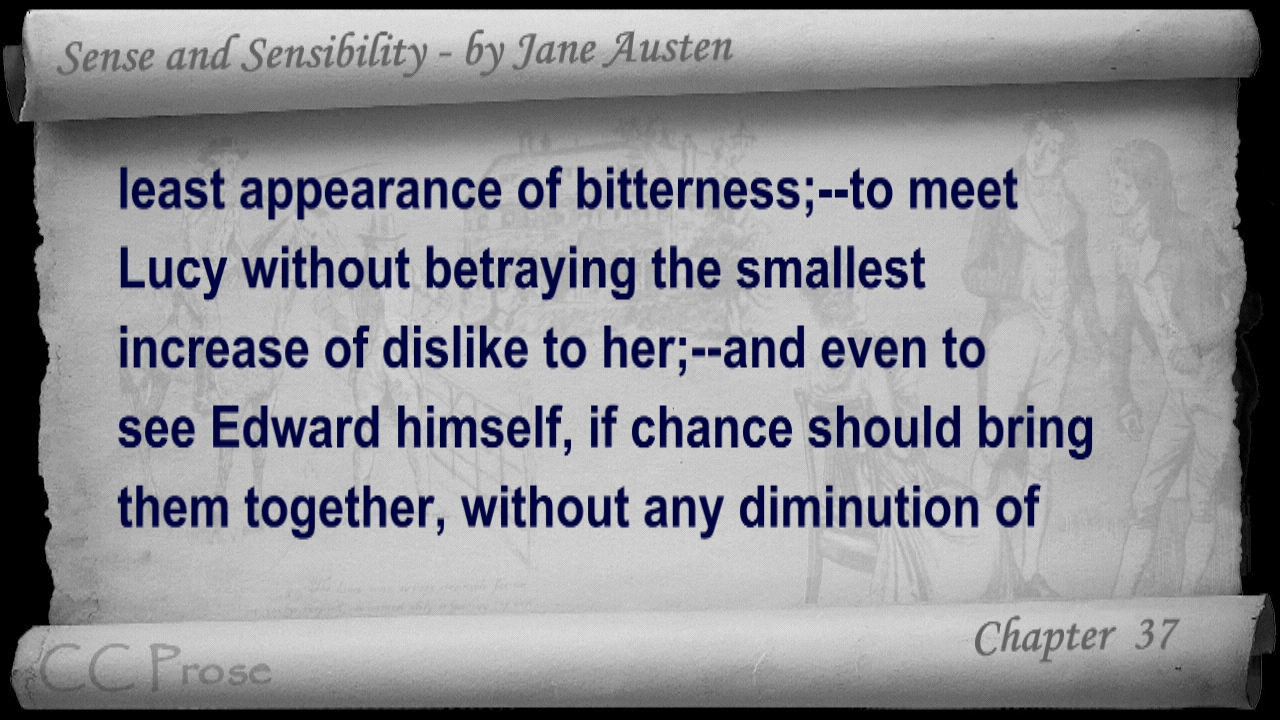 Sense and Sensibility - by Jane Austen
least appearance of bitterness;--to meet
Lucy without betraying the smallest
increase of dislike to her;--and even to
see Edward himself, if chance should bring
them together, without any diminution of
Chapter 37
CC Prose